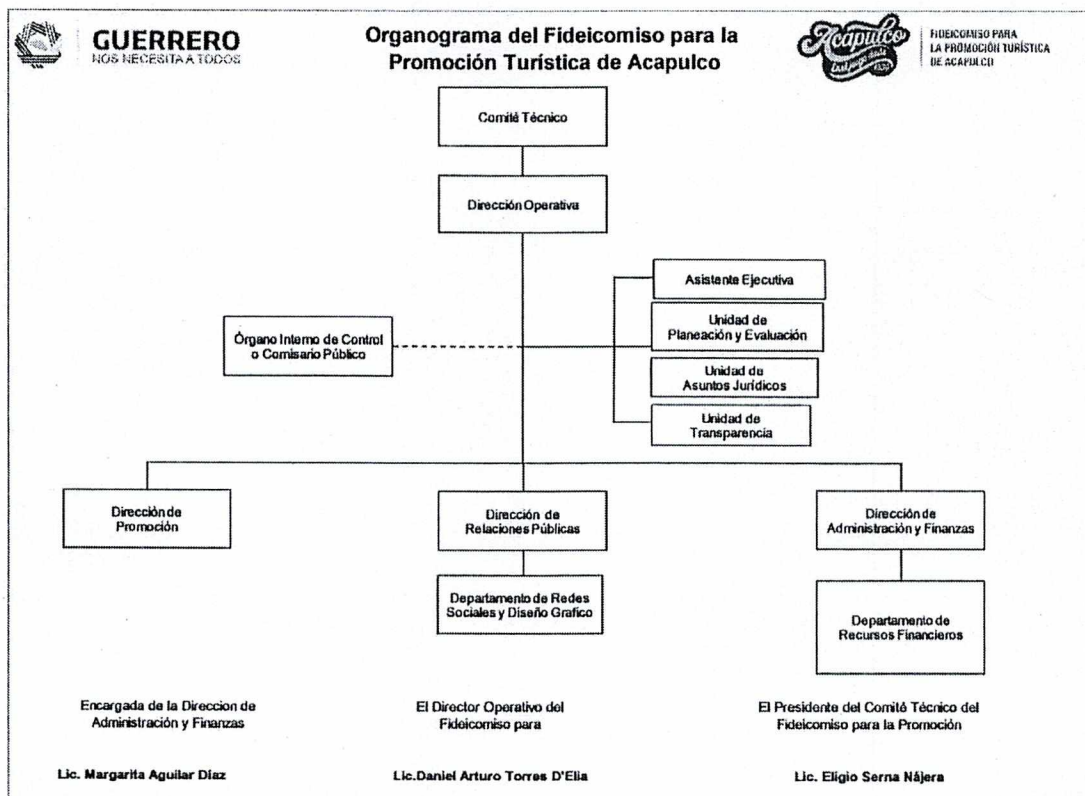 GUERRERO
NOS NECESITA A TODOS
Organograma del Fideicomiso para la
Promoción Turística de Acapulco
Acapulco
FIDEICOMISO PARA
LA PROMOCIÓN TURÍSTICA
DE ACAPULCO
Comité Técnico
Dirección Operativa
Asistente Ejecutiva
Unidad de
Planeación y Evaluación
Órgano Interno de Control
o Comisario Público
Unidad de
Asuntos Jurídicos
Unidad de
Transparencia
Dirección de
Promoción
Dirección de
Relaciones Públicas
Dirección de
Administración y Finanzas
Departamento de Redes
Sociales y Diseño Grafico
Departamento de
Recursos Financieros
Encargada de la Direccion de
Administración y Finanzas
El Director Operativo del
Fideicomiso para
El Presidente del Comité Técnico del
Fideicomiso para la Promoción
Lic. Margarita Aguilar Díaz
Lic.Daniel Arturo Torres D'Elia
Lic. Eligio Serna Nájera